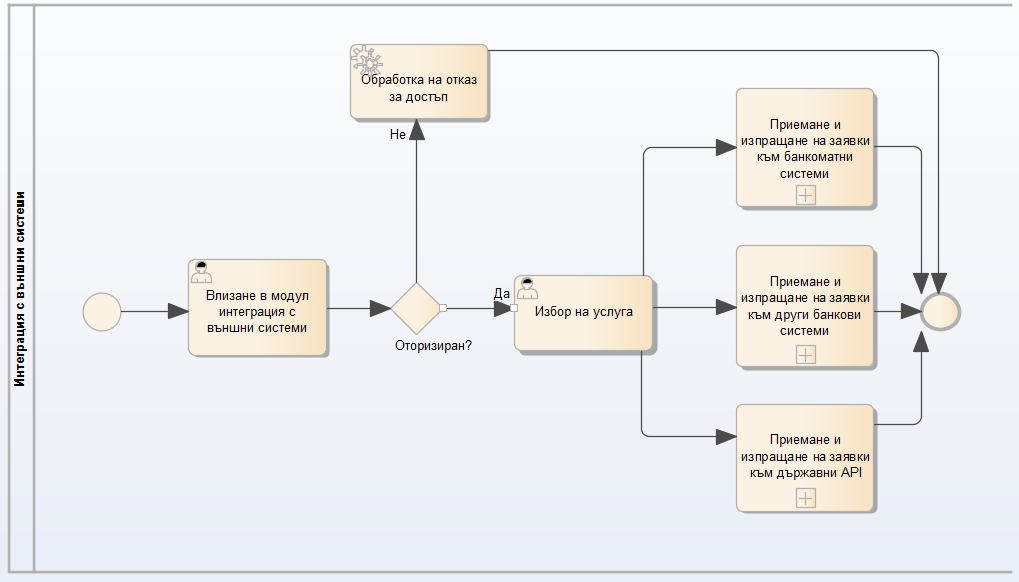 Интеграция с външни системи
Обработка на отказ
за достъп
Не
Приемане и
изпращане на заявки
към банкоматни
системи
Влизане в модул
интеграция с
външни системи
Да
Избор на услуга
Оторизиран?
Приемане и
изпращане на заявки
към други банкови
системи
Приемане и
изпращане на заявки
към държавни API